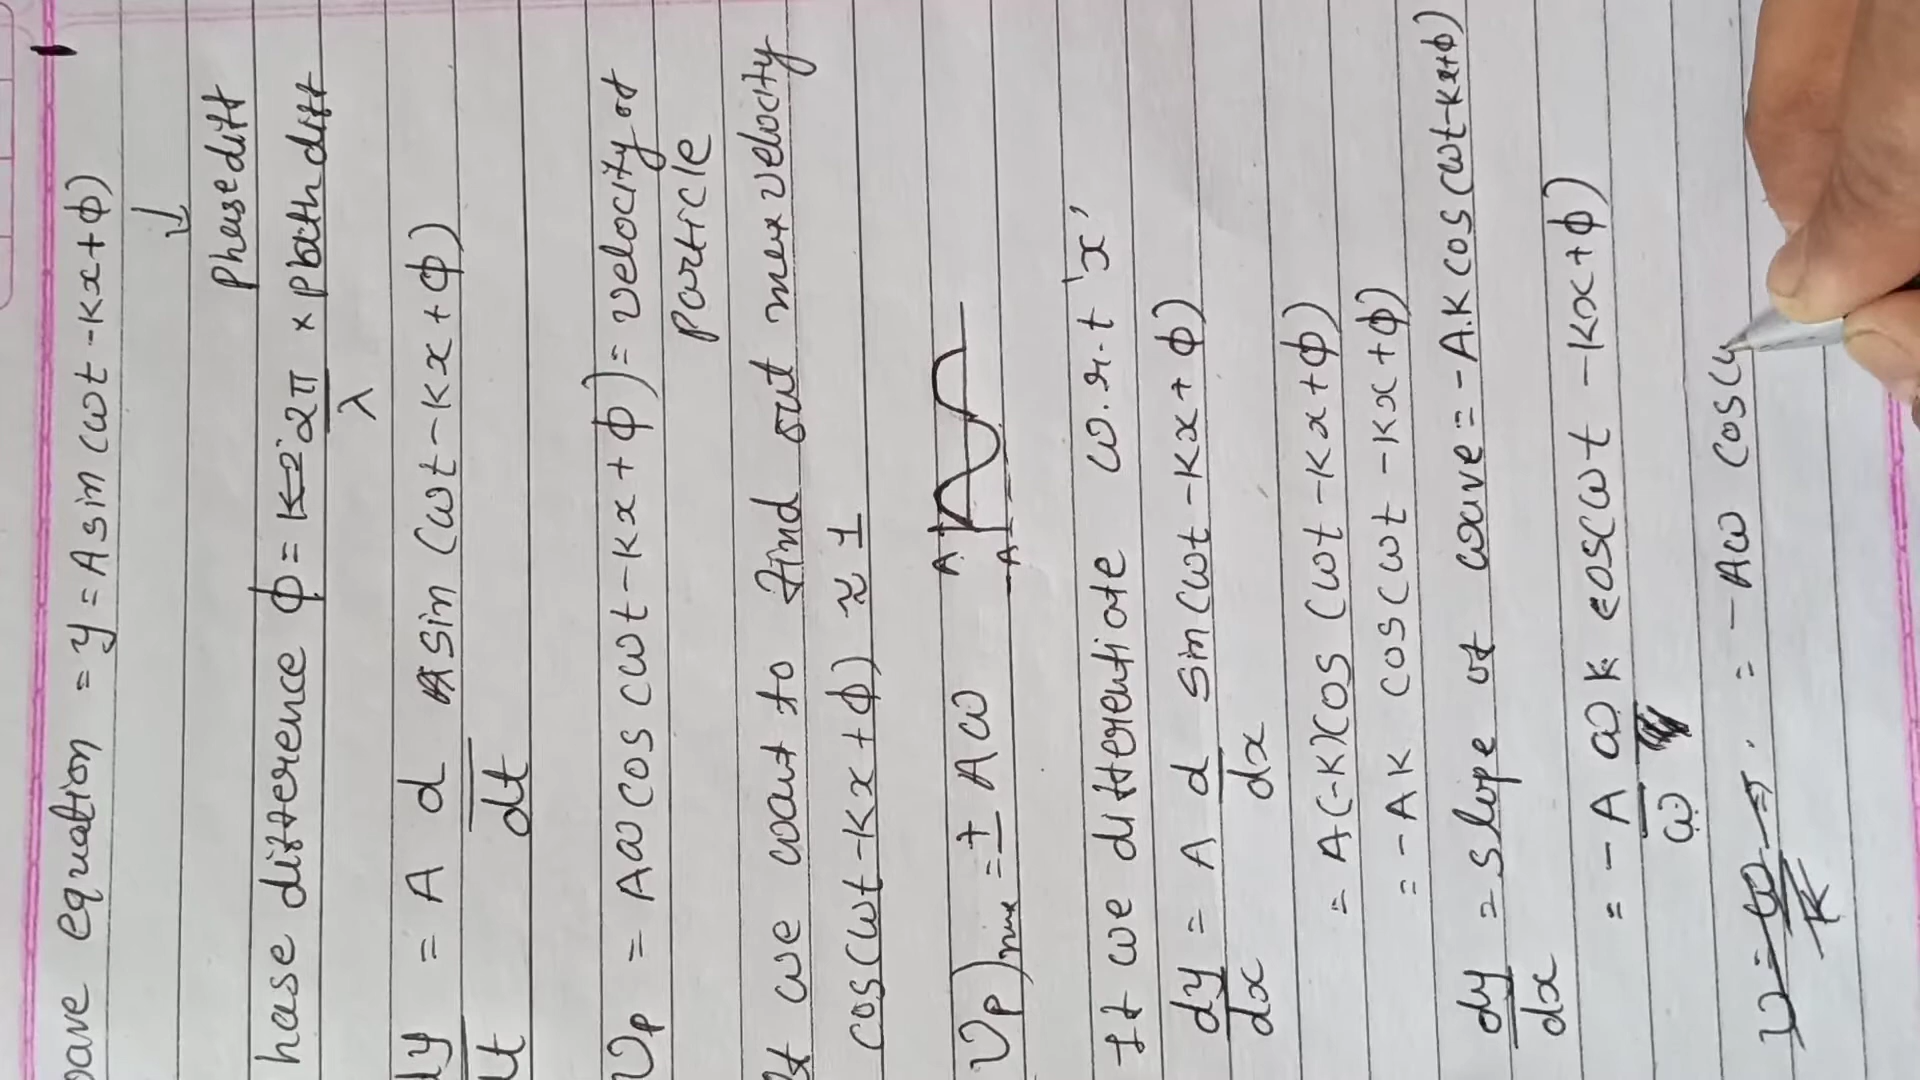 wave equation = y = A sin (ωt - kx + ϕ)
↓
Phase diff
hase difference ϕ = 2π/λ × Path diff
dy/dt = A d/dt sin (ωt - kx + ϕ)
υp = Aω cos (ωt - kx + ϕ) = velocity of
particle
If we want to find out max velocity
cos (ωt - kx + ϕ) ≈ 1
υp)max = ± Aω
A
-A
If we differentiate w.r.t 'x'
dy/dx = A d/dx sin (ωt - kx + ϕ)
= A (-k) cos (ωt - kx + ϕ)
= - Ak cos (ωt - kx + ϕ)
dy/dx = slope of wave = - A.k cos (ωt - kx + ϕ)
= - A ω/ω k cos (ωt - kx + ϕ)
= - Aω cos (